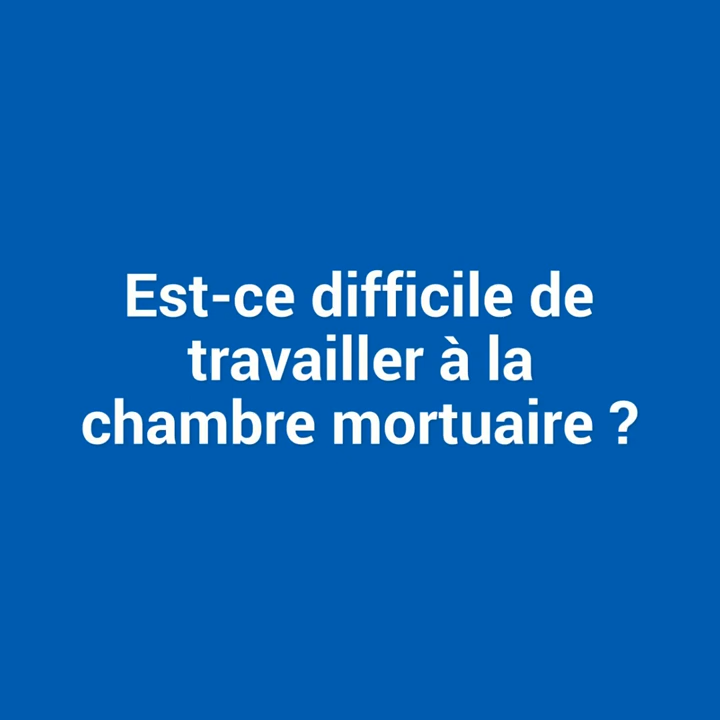 Est-ce difficile de
travailler à la
chambre mortuaire ?